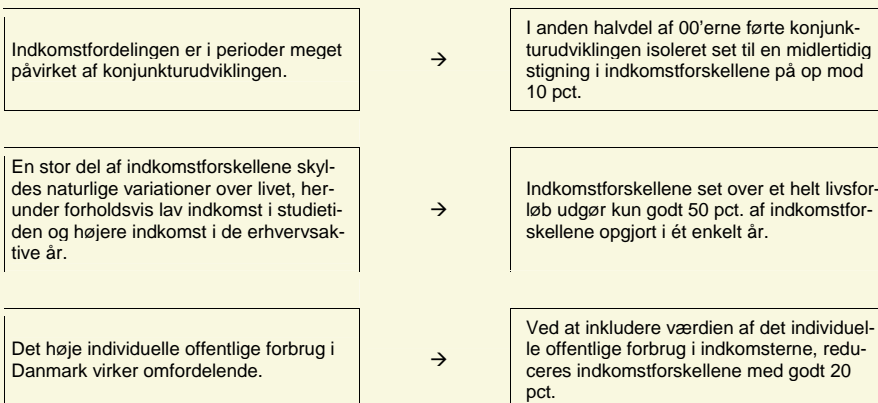 Indkomstfordelingen er i perioder meget
påvirket af konjunkturudviklingen.
→
I anden halvdel af 00’erne førte konjunk-
turudviklingen isoleret set til en midlertidig
stigning i indkomstforskellene på op mod
10 pct.
En stor del af indkomstforskellene skyl-
des naturlige variationer over livet, her-
under forholdsvis lav indkomst i studieti-
den og højere indkomst i de erhvervsak-
tive år.
→
Indkomstforskellene set over et helt livsfor-
løb udgør kun godt 50 pct. af indkomstfor-
skellene opgjort i ét enkelt år.
Det høje individuelle offentlige forbrug i
Danmark virker omfordelende.
→
Ved at inkludere værdien af det individuel-
le offentlige forbrug i indkomsterne, redu-
ceres indkomstforskellene med godt 20
pct.